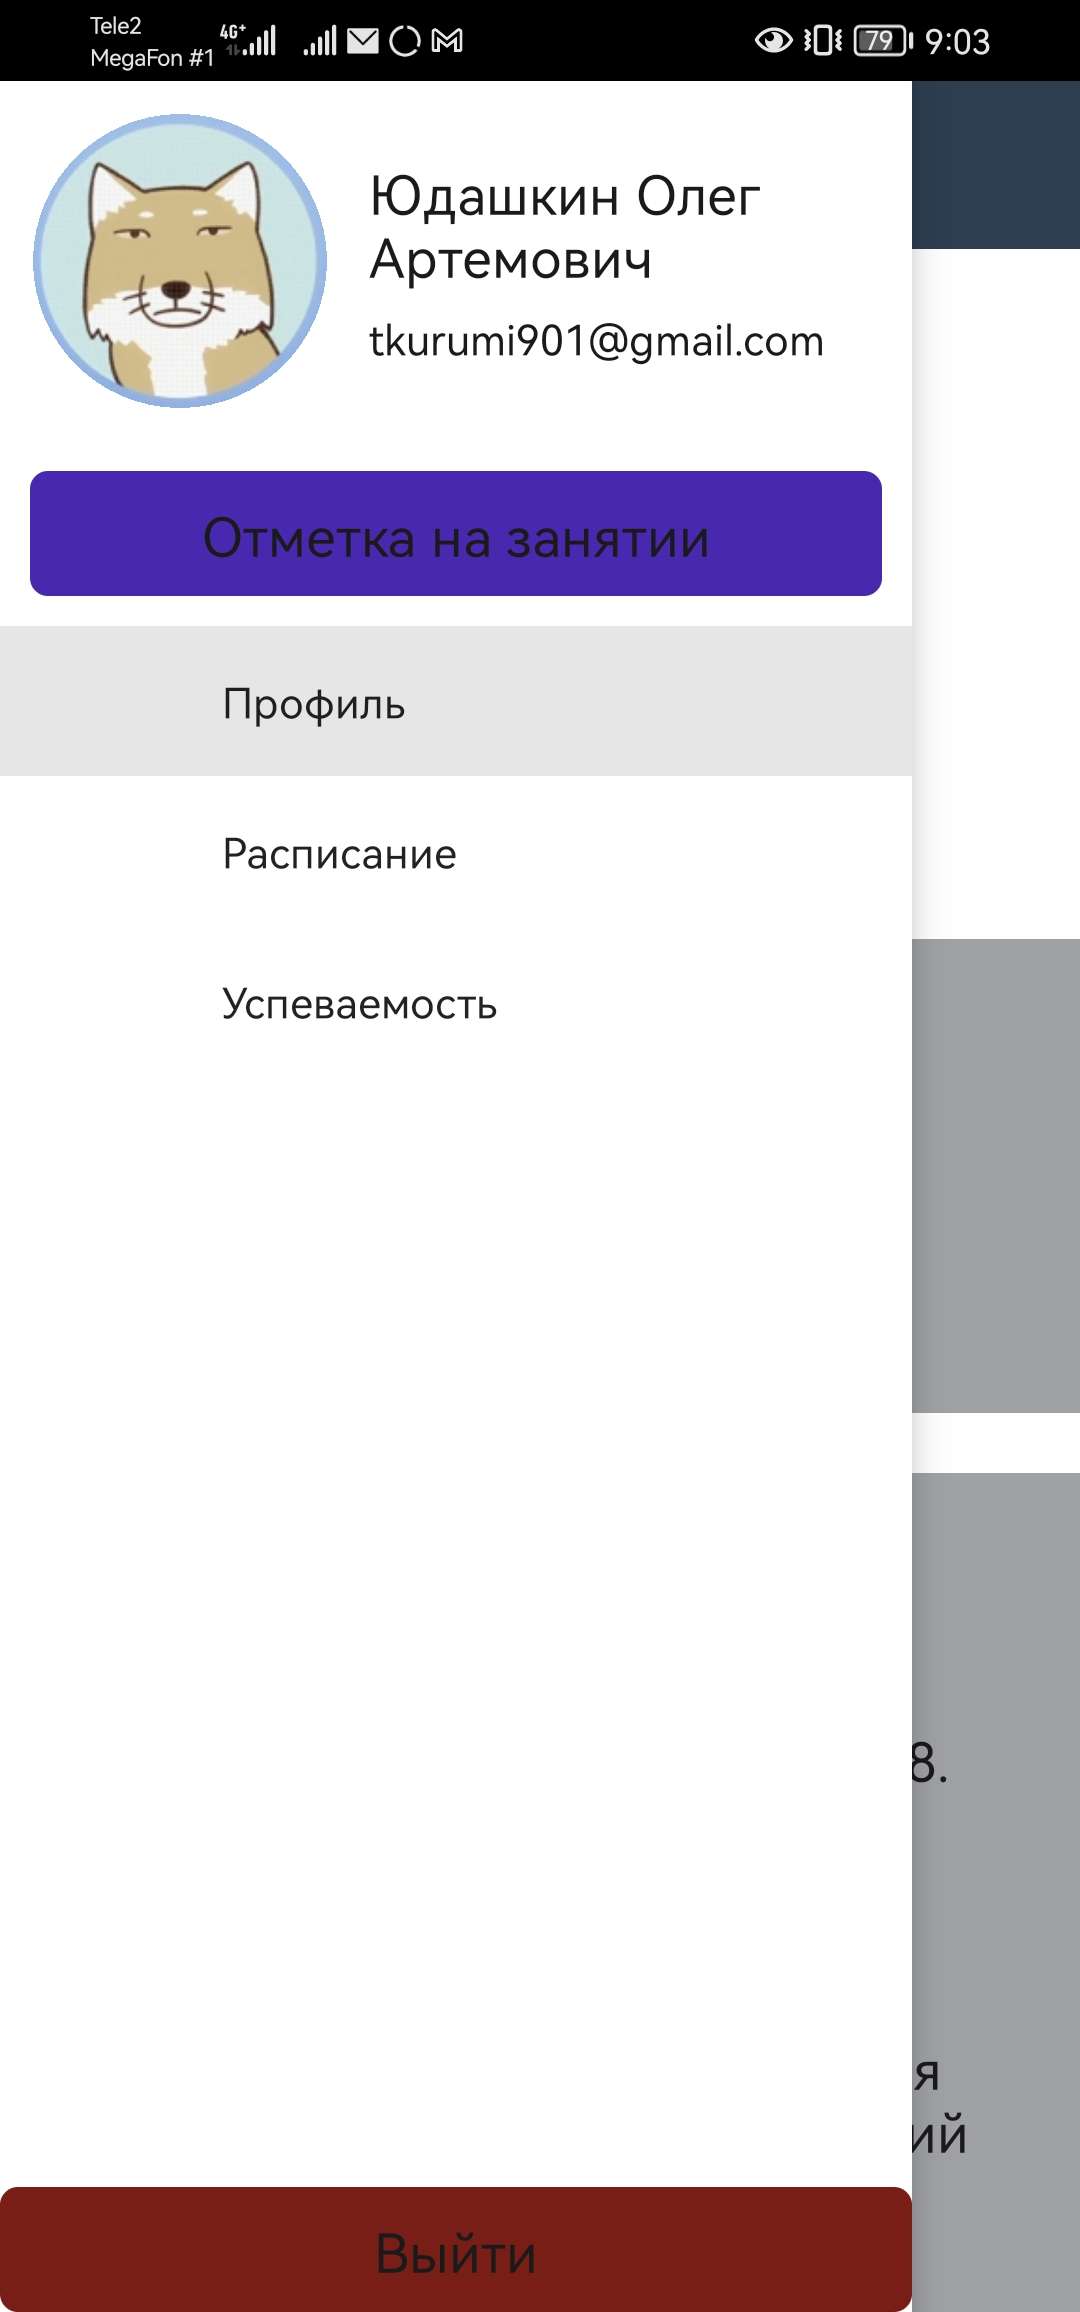 Tele2
MegaFon #1
4G+
79
9:03
Юдашкин Олег
Артемович
tkurumi901@gmail.com
Отметка на занятии
Профиль
Расписание
Успеваемость
8.
я
ий
Выйти